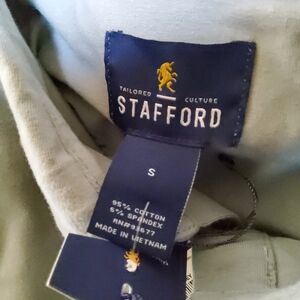 TAILORED CULTURE
STAFFORD
S
95% COTTON
5% SPANDEX
RN#93677
MADE IN VIETNAM